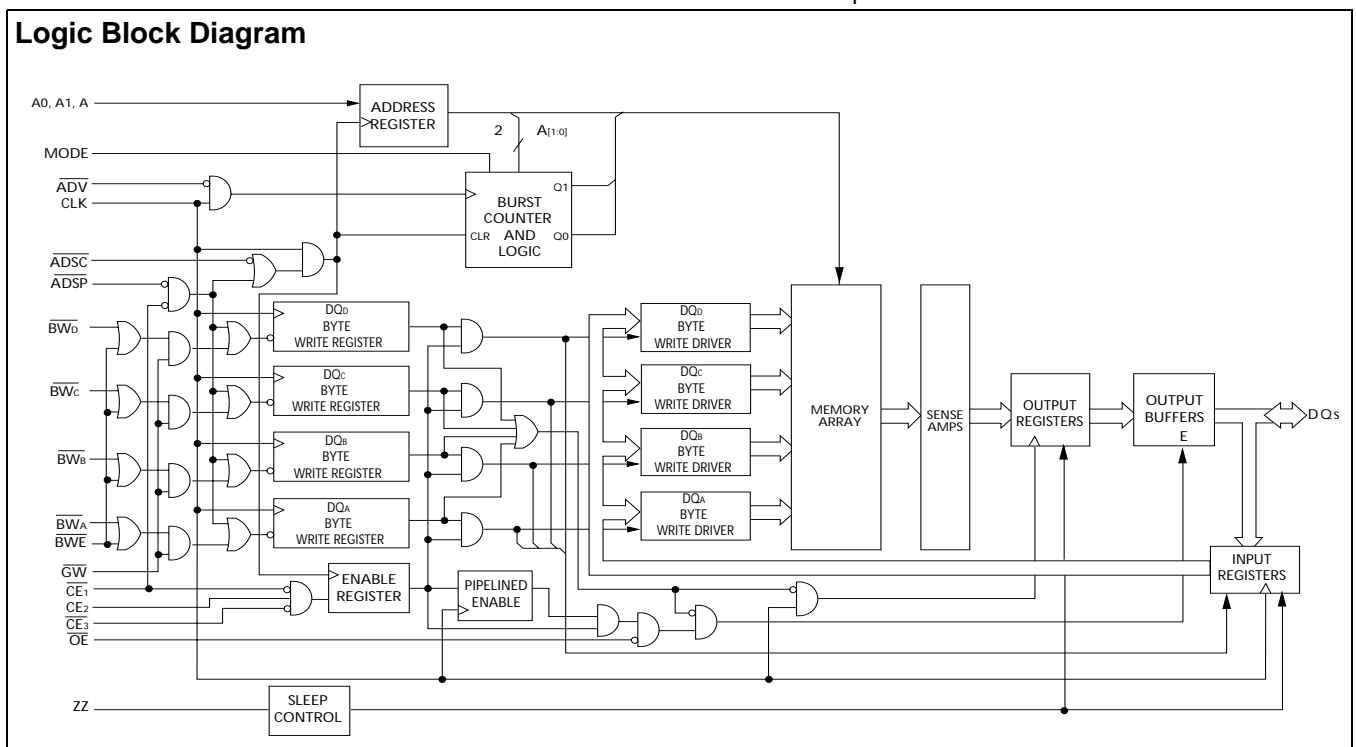 Logic Block Diagram
A0, A1, A
ADDRESS
REGISTER
2
A[1:0]
MODE
ADV
CLK
Q1
BURST
COUNTER
AND
LOGIC
CLR
Q0
ADSC
ADSP
BWD
DQD
BYTE
WRITE REGISTER
DQD
BYTE
WRITE DRIVER
BWC
DQC
BYTE
WRITE REGISTER
DQC
BYTE
WRITE DRIVER
MEMORY
ARRAY
SENSE
AMPS
OUTPUT
REGISTERS
OUTPUT
BUFFERS
E
DQs
BWB
DQB
BYTE
WRITE REGISTER
DQB
BYTE
WRITE DRIVER
BWA
BWE
DQA
BYTE
WRITE REGISTER
DQA
BYTE
WRITE DRIVER
GW
CE1
CE2
CE3
OE
ENABLE
REGISTER
PIPELINED
ENABLE
INPUT
REGISTERS
ZZ
SLEEP
CONTROL